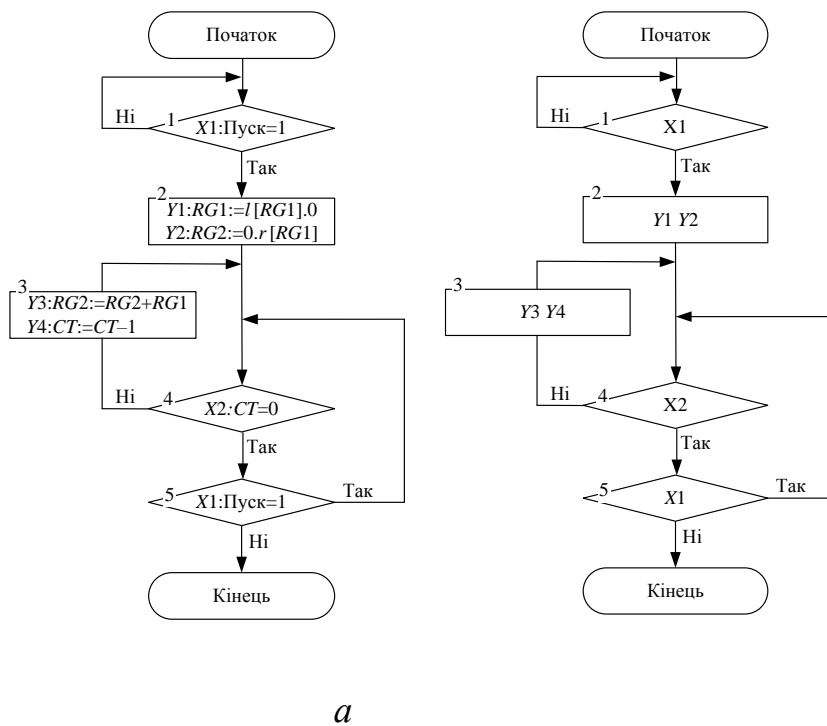 Початок
Ні
1
X1:Пуск=1
Так
2
Y1:RG1:=l[RG1].0
Y2:RG2:=0.r[RG1]
3
Y3:RG2:=RG2+RG1
Y4:CT:=CT–1
Ні
4
X2:CT=0
Так
5
X1:Пуск=1
Так
Ні
Кінець
Початок
Ні
1
X1
Так
2
Y1 Y2
3
Y3 Y4
Ні
4
X2
Так
5
X1
Так
Ні
Кінець
а